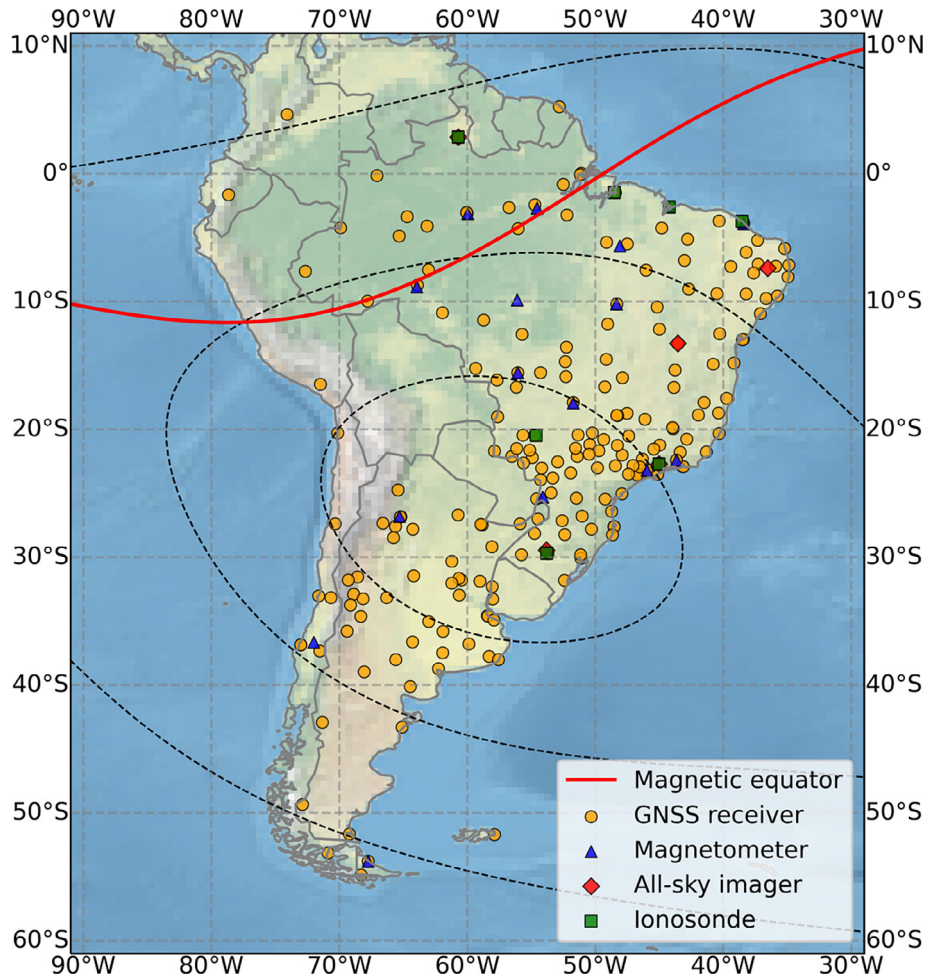 90°W 80°W 70°W 60°W 50°W 40°W 30°W
10°N 10°N
0° 0°
10°S 10°S
20°S 20°S
30°S 30°S
40°S 40°S
Magnetic equator
50°S GNSS receiver 50°S
Magnetometer
All-sky imager
Ionosonde
60°S 60°S
90°W 80°W 70°W 60°W 50°W 40°W 30°W